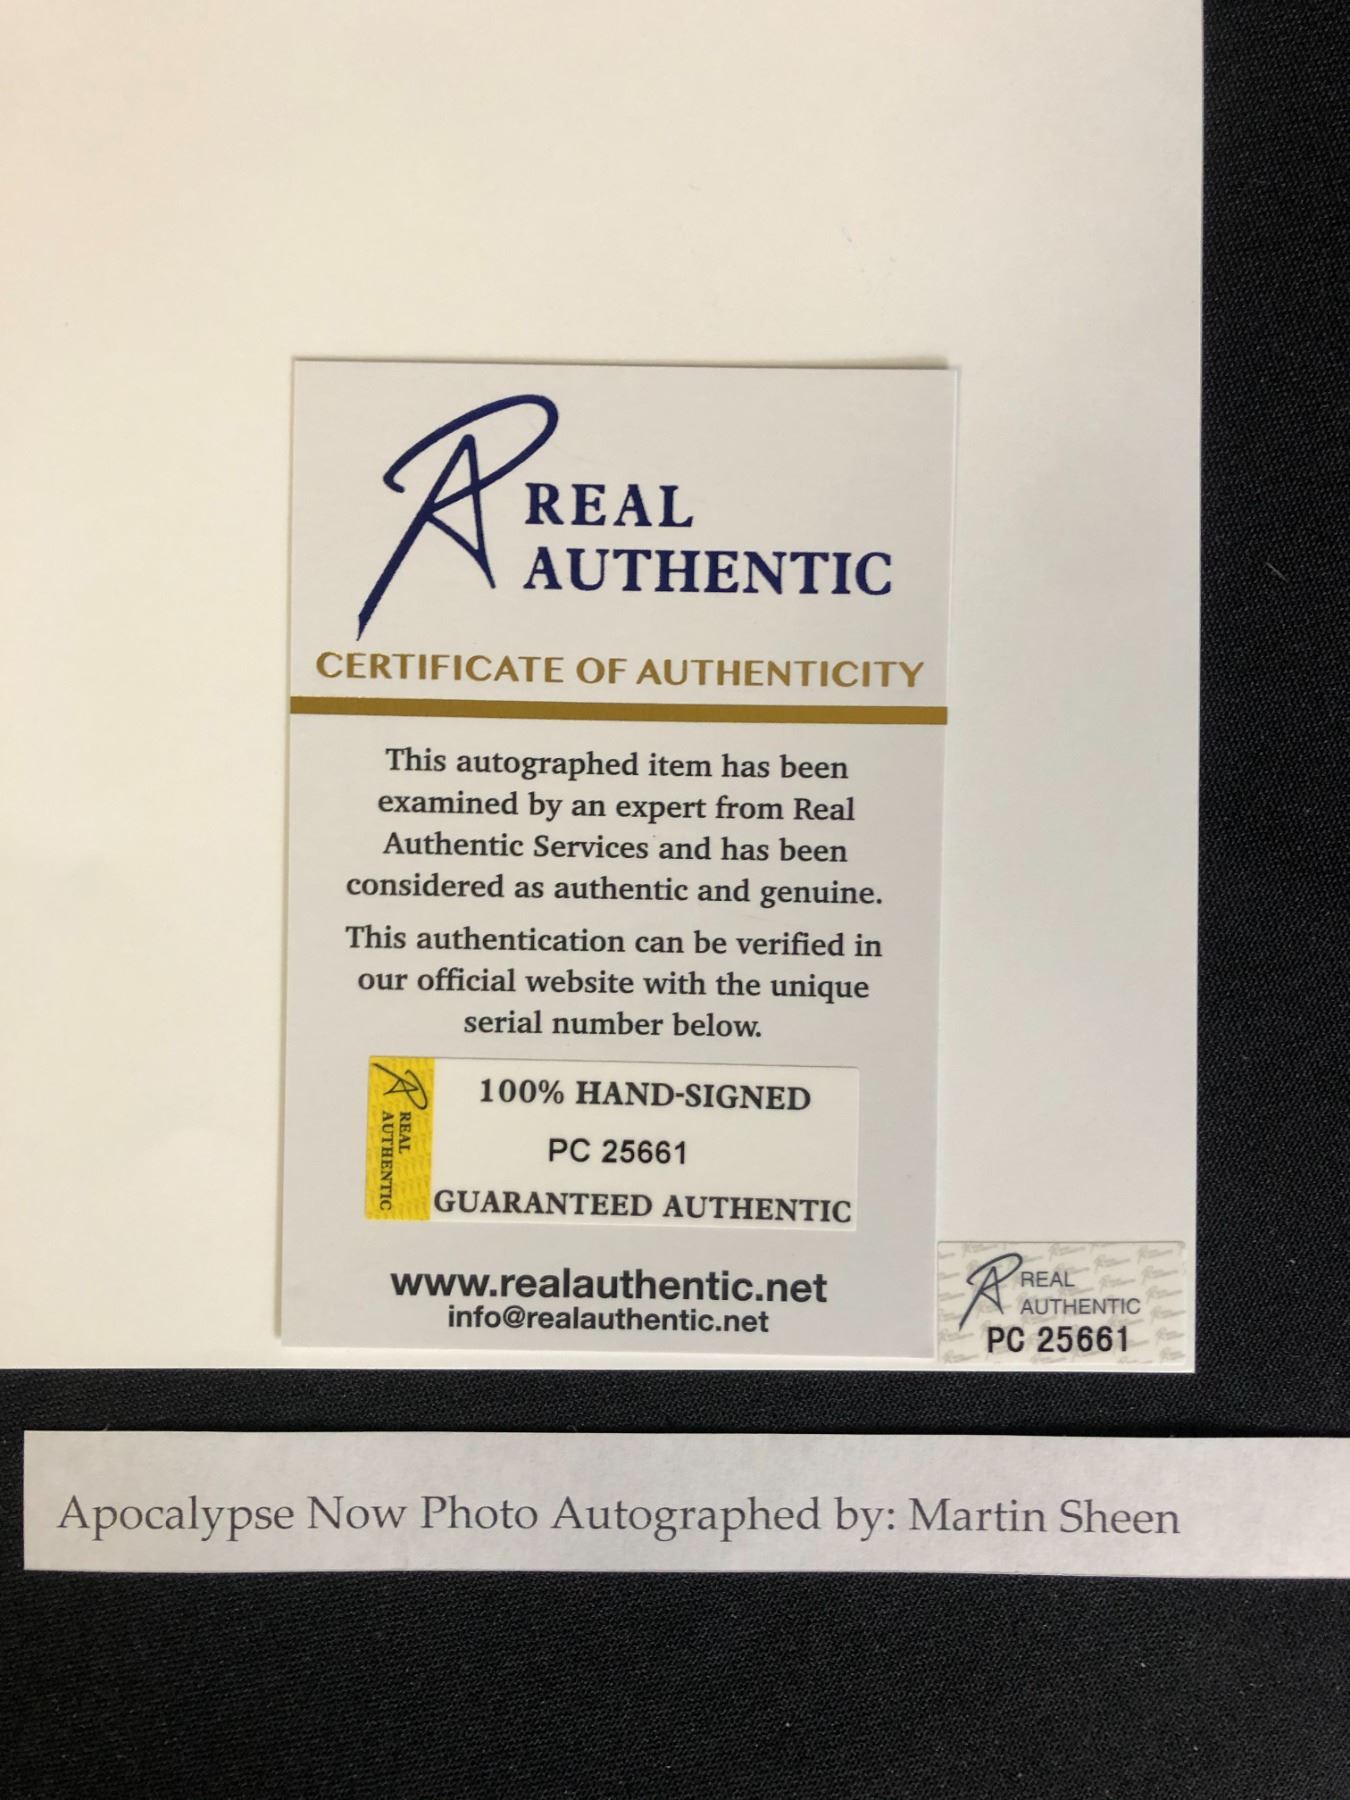 REAL
AUTHENTIC
CERTIFICATE OF AUTHENTICITY
This autographed item has been
examined by an expert from Real
Authentic Services and has been
considered as authentic and genuine.
This authentication can be verified in
our official website with the unique
serial number below.
REAL
AUTHENTIC
100% HAND-SIGNED
PC 25661
GUARANTEED AUTHENTIC
www.realauthentic.net
info@realauthentic.net
REAL
AUTHENTIC
PC 25661
Apocalypse Now Photo Autographed by: Martin Sheen